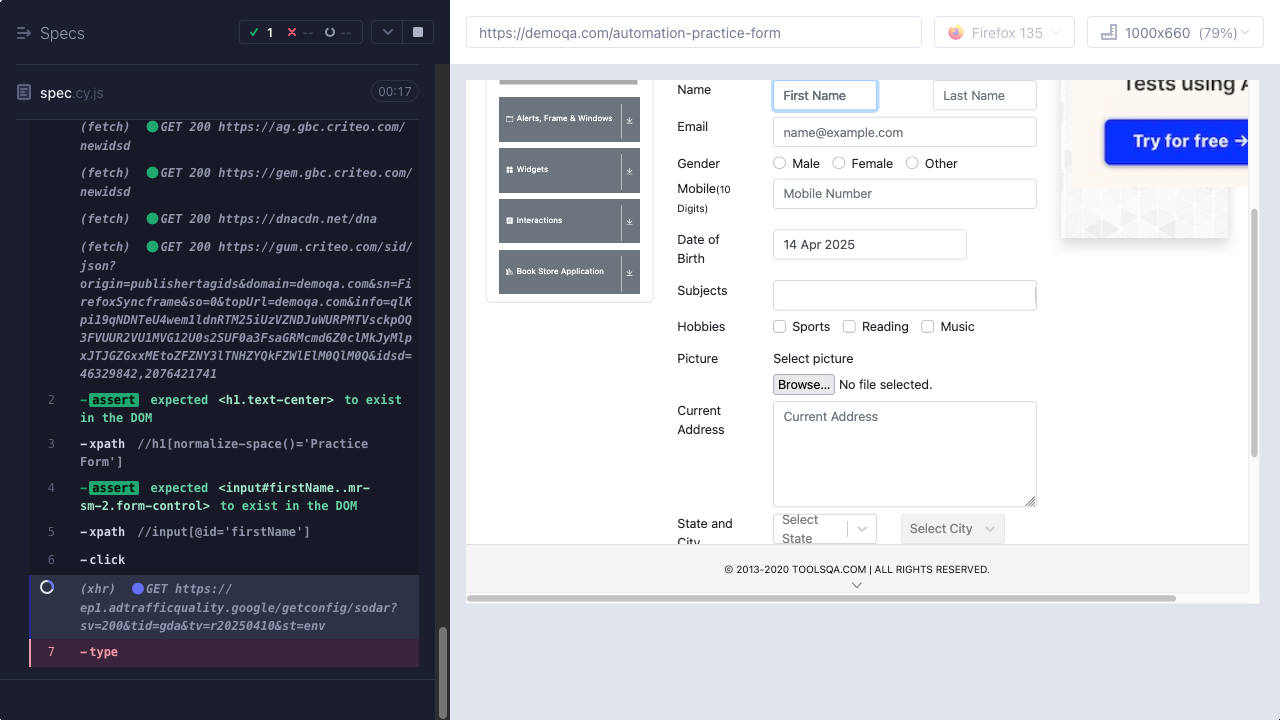 Specs
1
--
--
spec.cy.js
00:17
(fetch) GET 200 https://ag.gbc.criteo.com/
newidsd
(fetch) GET 200 https://gem.gbc.criteo.com/
newidsd
(fetch) GET 200 https://dnacdn.net/dna
(fetch) GET 200 https://gum.criteo.com/sid/
json?
origin=publishertagids&domain=demoqa.com&sn=Fi
refoxSyncframe&so=0&topUrl=demoqa.com&info=qlK
pi19qNDNTeU4wem1ldnRTM25iUzVZNDJuWURPMTVsckpOQ
3FVUUR2VU1MVG12U0s2SUF0a3FsaGRMcmd6Z0clMkJyMlp
xJTJGZGxxMEtoZFZNY3lTNHZYQkFZWlElM0QlM0Q&idsd=
46329842,2076421741
2 -assert expected <h1.text-center> to exist
in the DOM
3 -xpath //h1[normalize-space()='Practice
Form']
4 -assert expected <input#firstName..mr-
sm-2.form-control> to exist in the DOM
5 -xpath //input[@id='firstName']
6 -click
(xhr) GET https://
ep1.adtrafficquality.google/getconfig/sodar?
sv=200&tid=gda&tv=r20250410&st=env
7 -type
https://demoqa.com/automation-practice-form
Firefox 135
1000x660 (79%)
Alerts, Frame & Windows
Widgets
Interactions
Book Store Application
Name
First Name
Last Name
Email
name@example.com
Gender
Male
Female
Other
Mobile(10
Digits)
Mobile Number
Date of
Birth
14 Apr 2025
Subjects
Hobbies
Sports
Reading
Music
Picture
Select picture
Browse... No file selected.
Current
Address
Current Address
State and
City
Select
State
Select City
Tests using A
Try for free →
© 2013-2020 TOOLSQA.COM | ALL RIGHTS RESERVED.